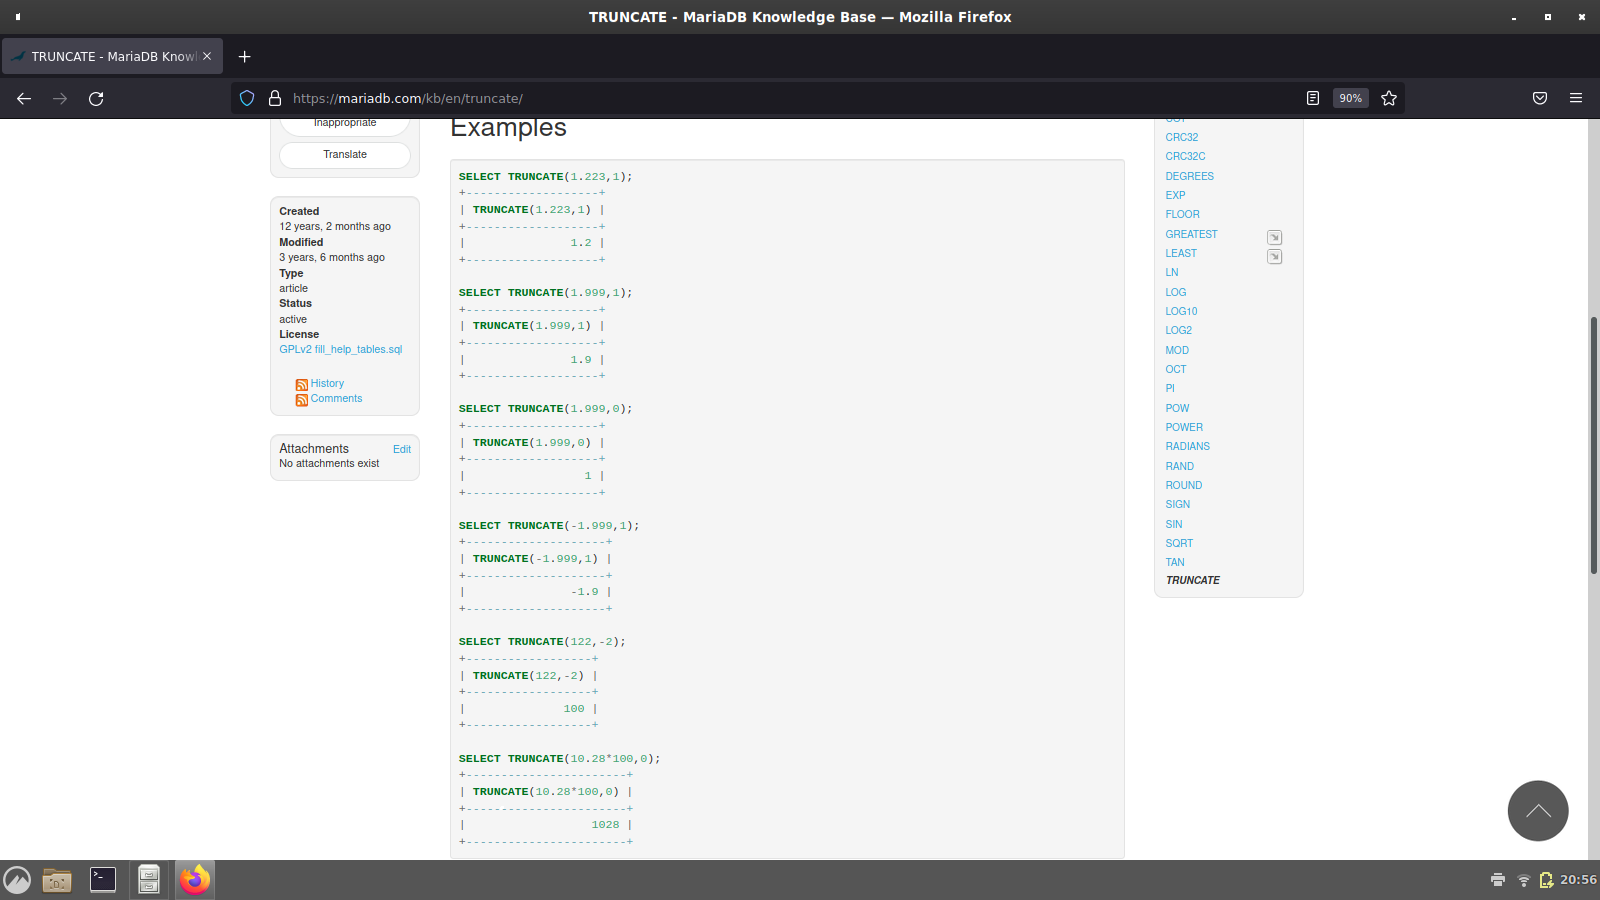 TRUNCATE - MariaDB Knowledge Base — Mozilla Firefox
TRUNCATE - MariaDB Knowl
https://mariadb.com/kb/en/truncate/
90%
Inappropriate
Translate
Created
12 years, 2 months ago
Modified
3 years, 6 months ago
Type
article
Status
active
License
GPLv2 fill_help_tables.sql
History
Comments
Attachments Edit
No attachments exist
Examples
SELECT TRUNCATE(1.223,1);
+-------------------+
| TRUNCATE(1.223,1) |
+-------------------+
|               1.2 |
+-------------------+
SELECT TRUNCATE(1.999,1);
+-------------------+
| TRUNCATE(1.999,1) |
+-------------------+
|               1.9 |
+-------------------+
SELECT TRUNCATE(1.999,0);
+-------------------+
| TRUNCATE(1.999,0) |
+-------------------+
|                 1 |
+-------------------+
SELECT TRUNCATE(-1.999,1);
+--------------------+
| TRUNCATE(-1.999,1) |
+--------------------+
|               -1.9 |
+--------------------+
SELECT TRUNCATE(122,-2);
+------------------+
| TRUNCATE(122,-2) |
+------------------+
|              100 |
+------------------+
SELECT TRUNCATE(10.28*100,0);
+-----------------------+
| TRUNCATE(10.28*100,0) |
+-----------------------+
|                  1028 |
+-----------------------+
CRC32
CRC32C
DEGREES
EXP
FLOOR
GREATEST
LEAST
LN
LOG
LOG10
LOG2
MOD
OCT
PI
POW
POWER
RADIANS
RAND
ROUND
SIGN
SIN
SQRT
TAN
TRUNCATE
20:56